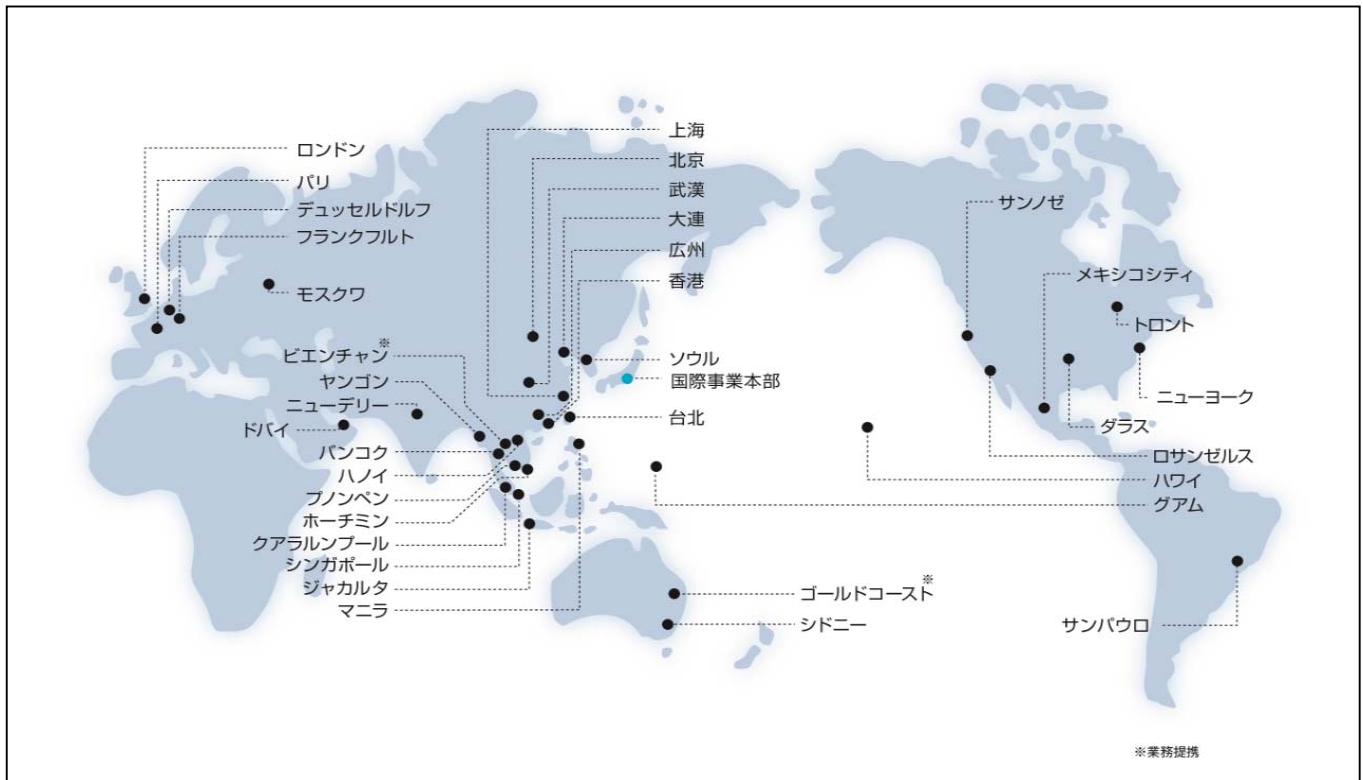 ロンドン
パリ
デュッセルドルフ
フランクフルト
モスクワ
ビエンチャン※
ヤンゴン
ニューデリー
ドバイ
バンコク
ハノイ
プノンペン
ホーチミン
クアラルンプール
シンガポール
ジャカルタ
マニラ
上海
北京
武漢
大連
広州
香港
ソウル
国際事業本部
台北
ゴールドコースト※
シドニー
サンノゼ
メキシコシティ
トロント
ニューヨーク
ダラス
ロサンゼルス
ハワイ
グアム
サンパウロ
※業務提携